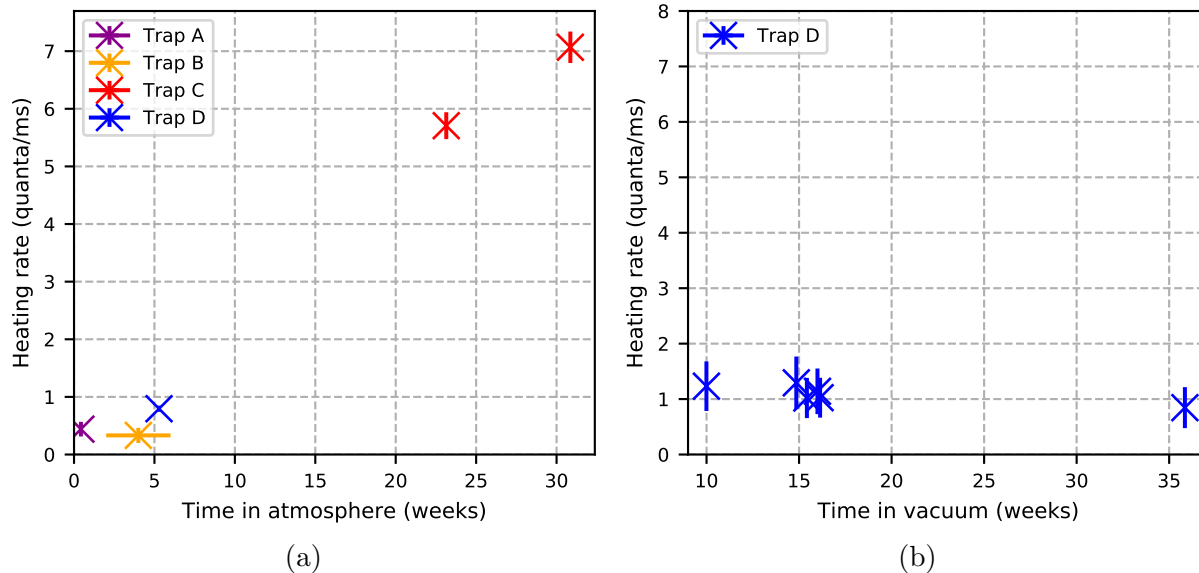 Trap A
Trap B
Trap C
Trap D
7
6
5
4
3
2
1
0
Heating rate (quanta/ms)
0 5 10 15 20 25 30
Time in atmosphere (weeks)
(a)
Trap D
8
7
6
5
4
3
2
1
0
Heating rate (quanta/ms)
10 15 20 25 30 35
Time in vacuum (weeks)
(b)